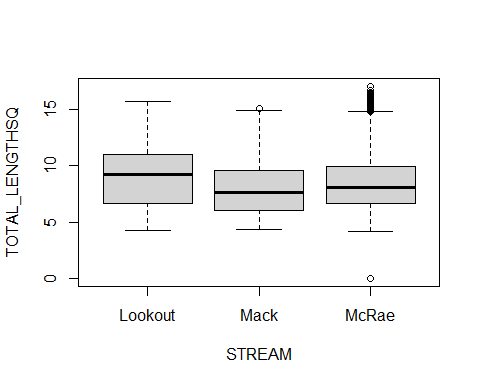 TOTAL_LENGTHSQ
15
10
5
0
Lookout Mack McRae
STREAM